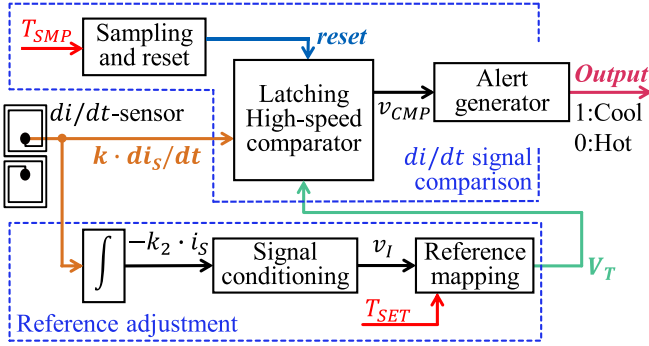 T_SMP
Sampling
and reset
reset
di/dt-sensor
k · di_S/dt
Latching
High-speed
comparator
v_CMP
Alert
generator
Output
1:Cool
0:Hot
di/dt signal
comparison
∫
−k_2 · i_S
Signal
conditioning
v_I
Reference
mapping
V_T
T_SET
Reference adjustment